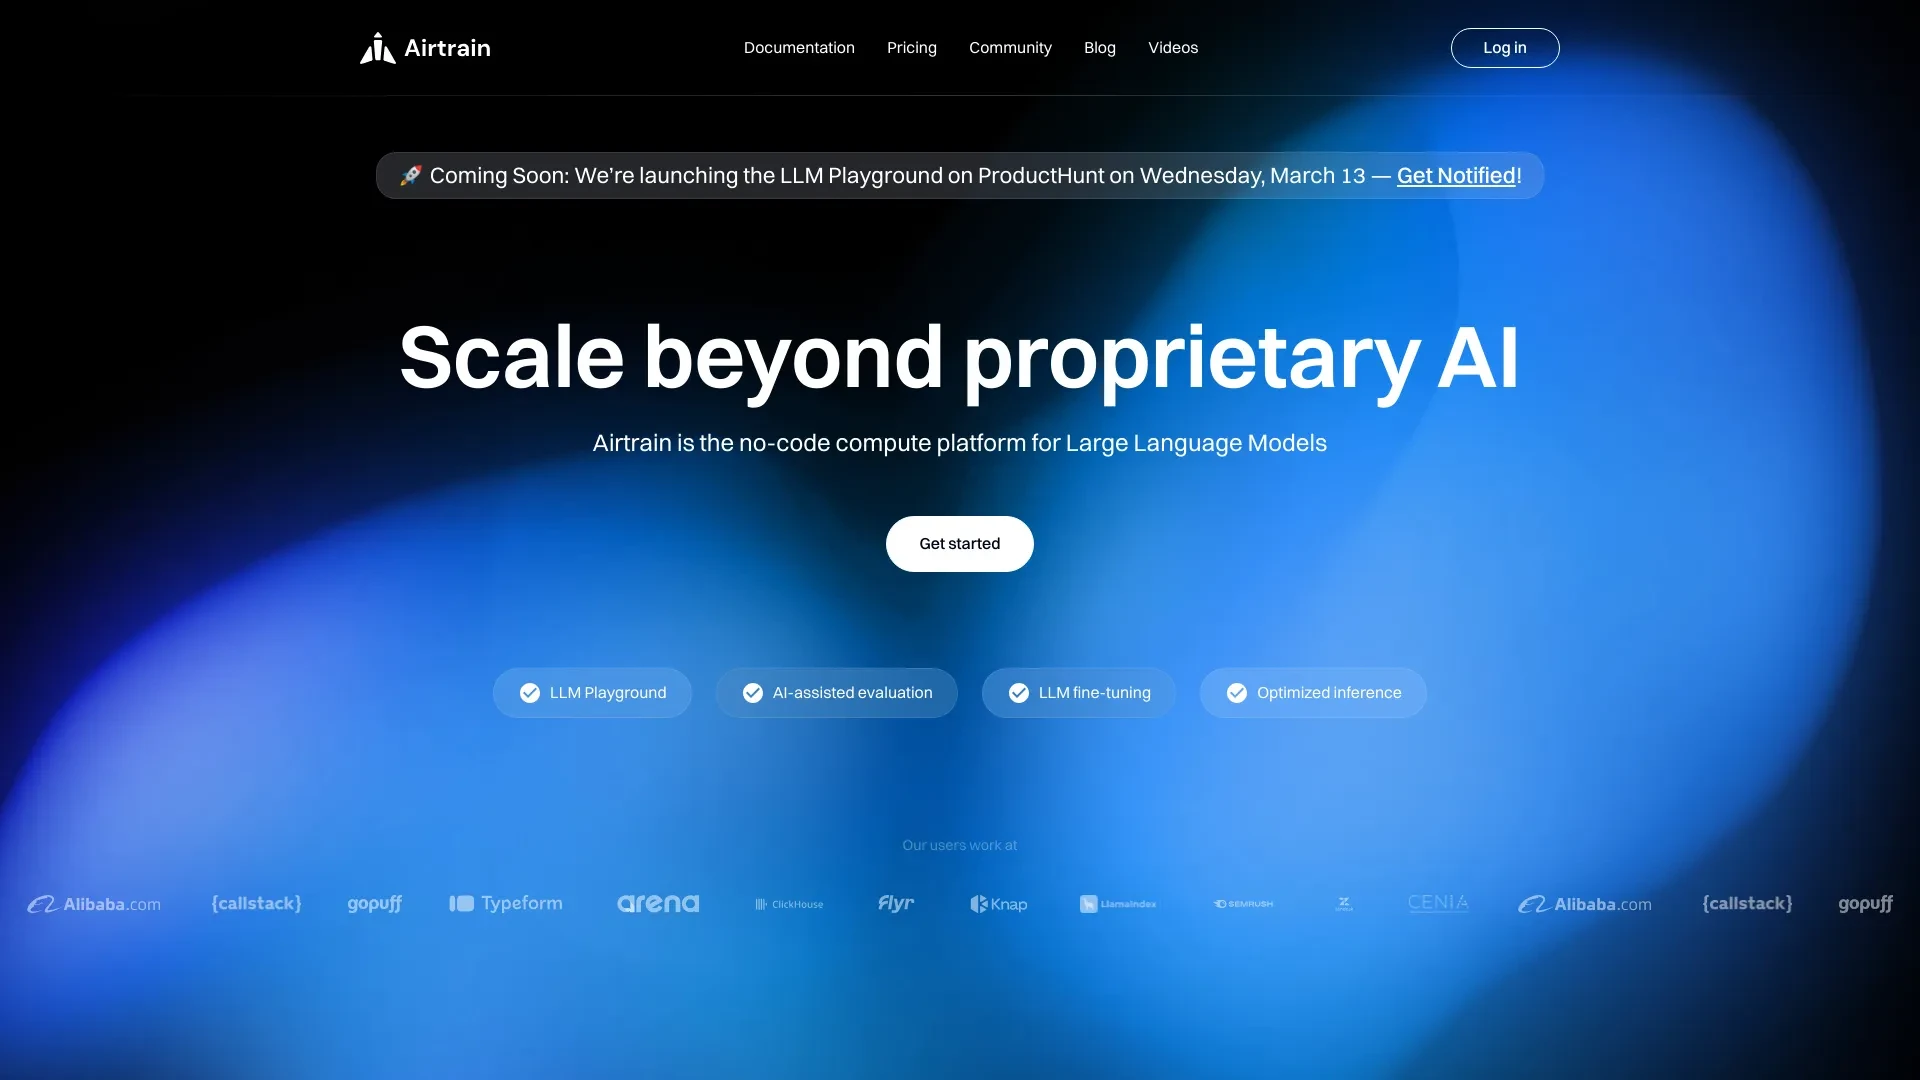 Airtrain
Documentation Pricing Community Blog Videos
Log in
🚀 Coming Soon: We’re launching the LLM Playground on ProductHunt on Wednesday, March 13 — Get Notified!
Scale beyond proprietary AI
Airtrain is the no-code compute platform for Large Language Models
Get started
LLM Playground
AI-assisted evaluation
LLM fine-tuning
Optimized inference
Our users work at
Alibaba.com {callstack} gopuff Typeform arena ClickHouse Flyr Knap LlamaIndex SEMRUSH CENIA Alibaba.com {callstack} gopuff